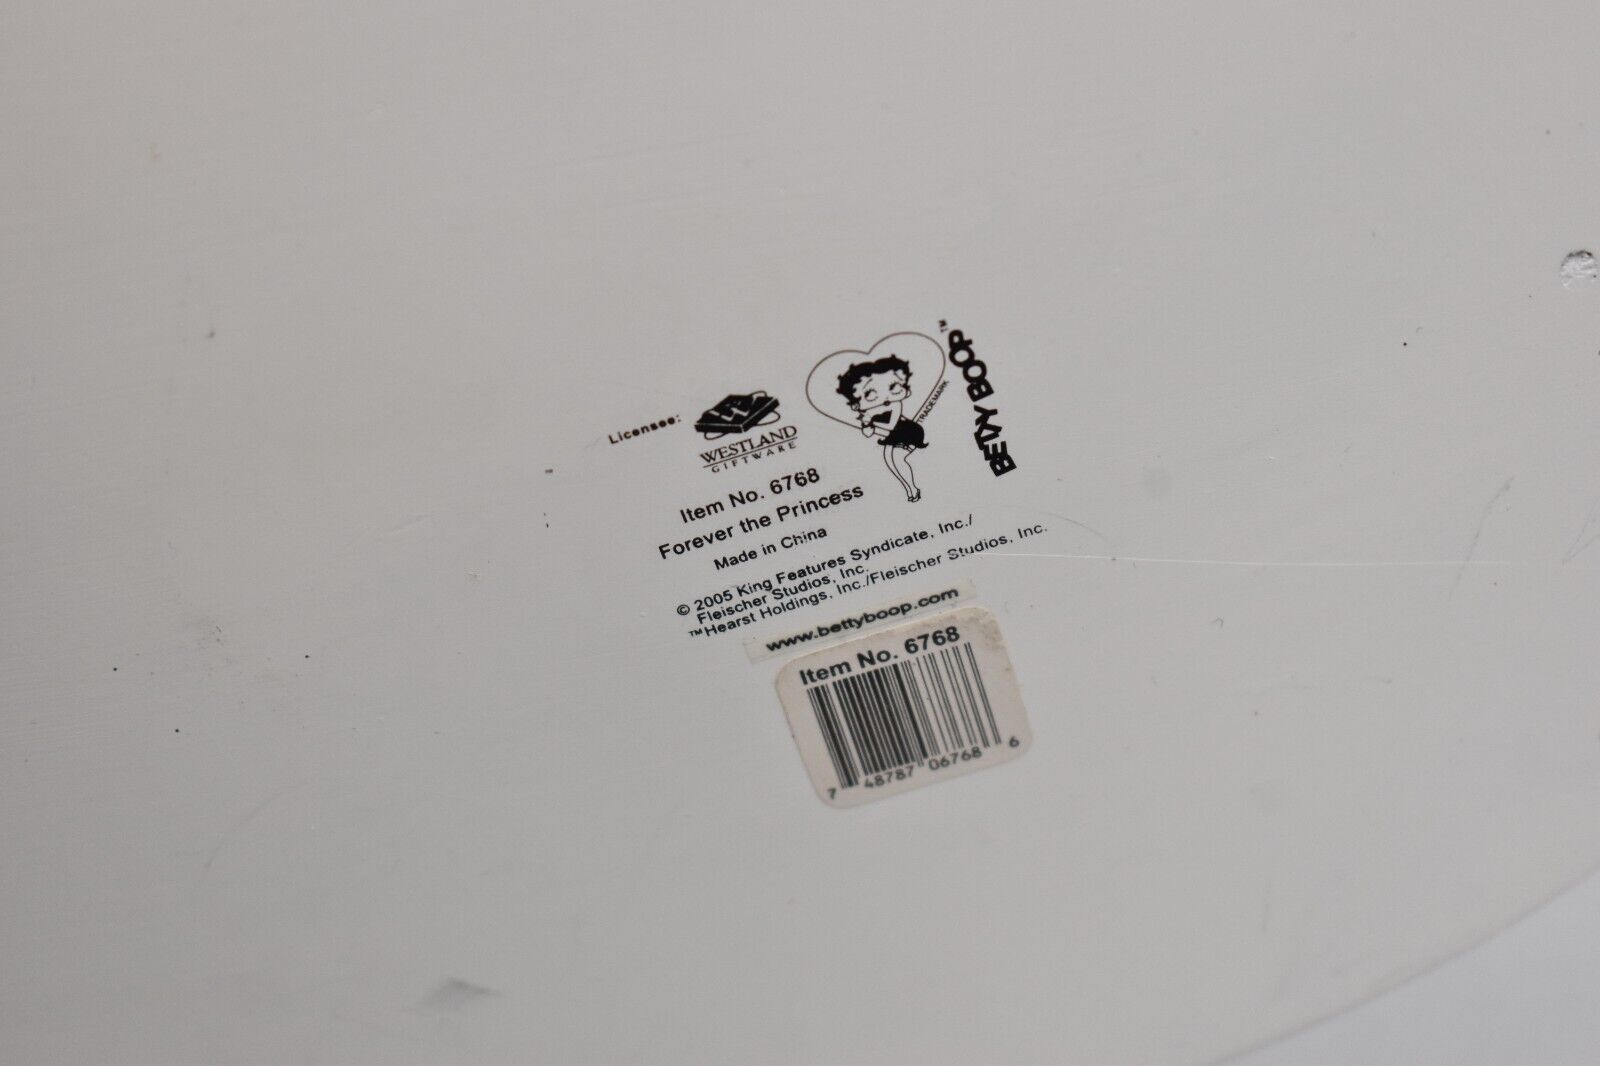 Licensee:
WESTLAND
GIFTWARE
TRADEMARK
BETTY BOOP™
Item No. 6768
Forever the Princess
Made in China
© 2005 King Features Syndicate, Inc./
Fleischer Studios, Inc.
™Hearst Holdings, Inc./Fleischer Studios, Inc.
www.bettyboop.com
Item No. 6768
7 48787 06768 6